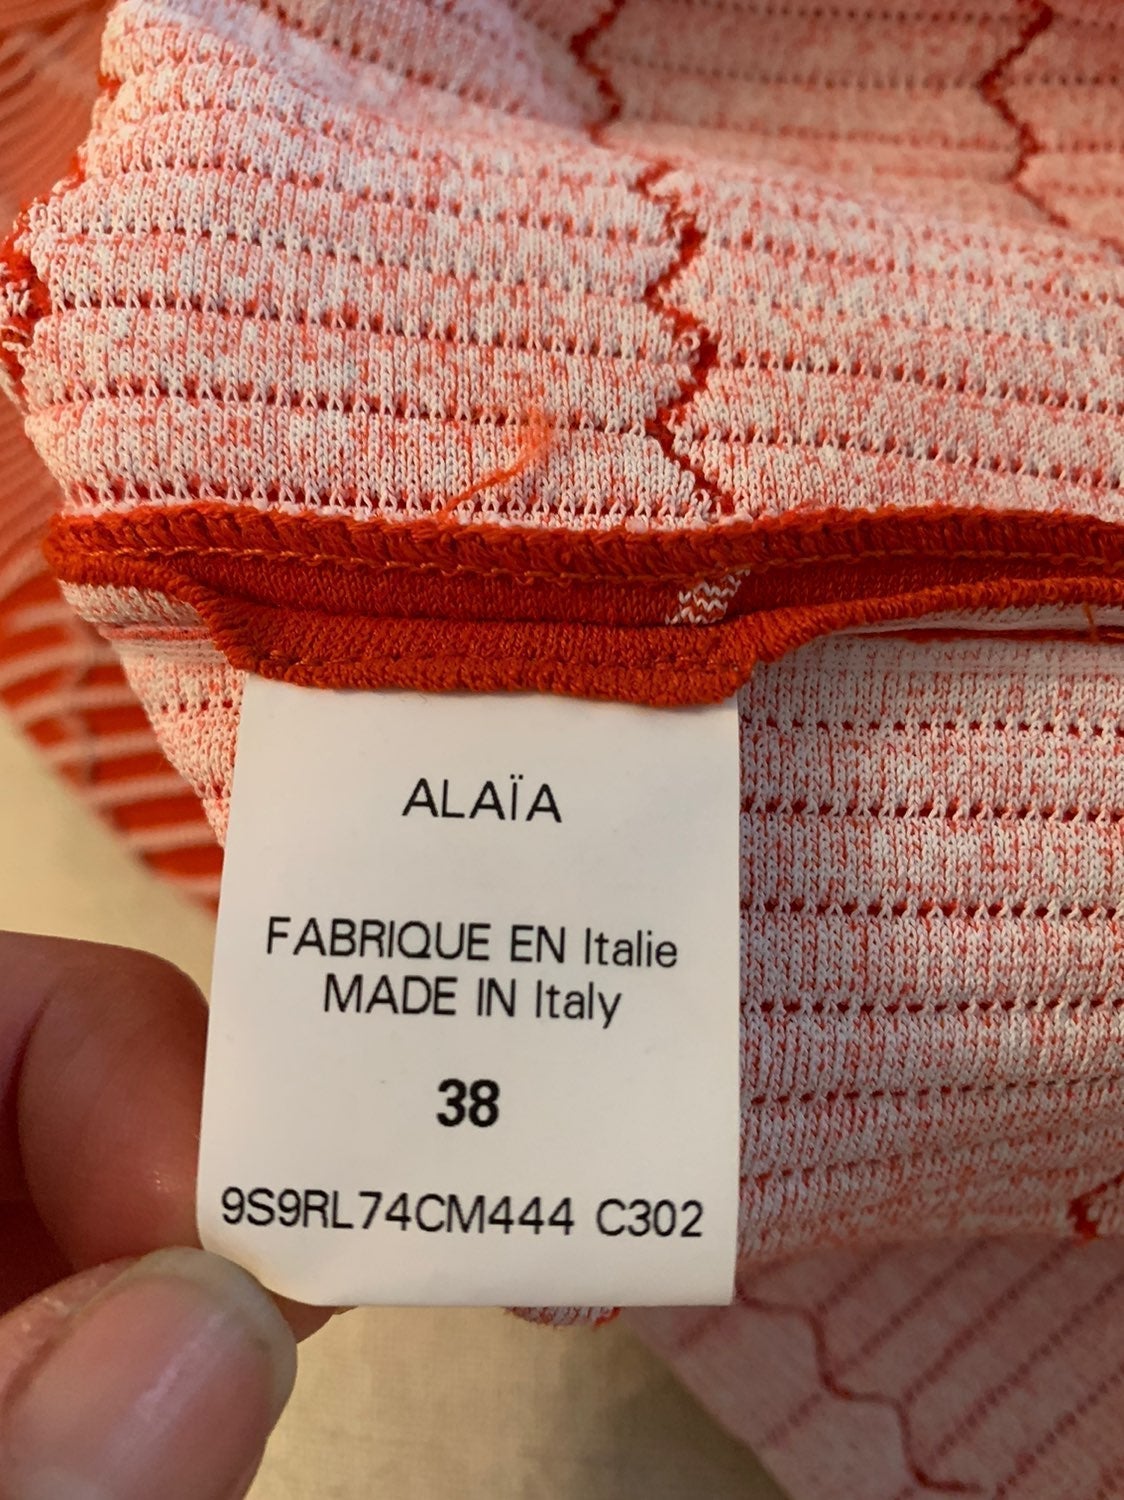 ALAÏA
FABRIQUE EN Italie
MADE IN Italy
38
9S9RL74CM444 C302